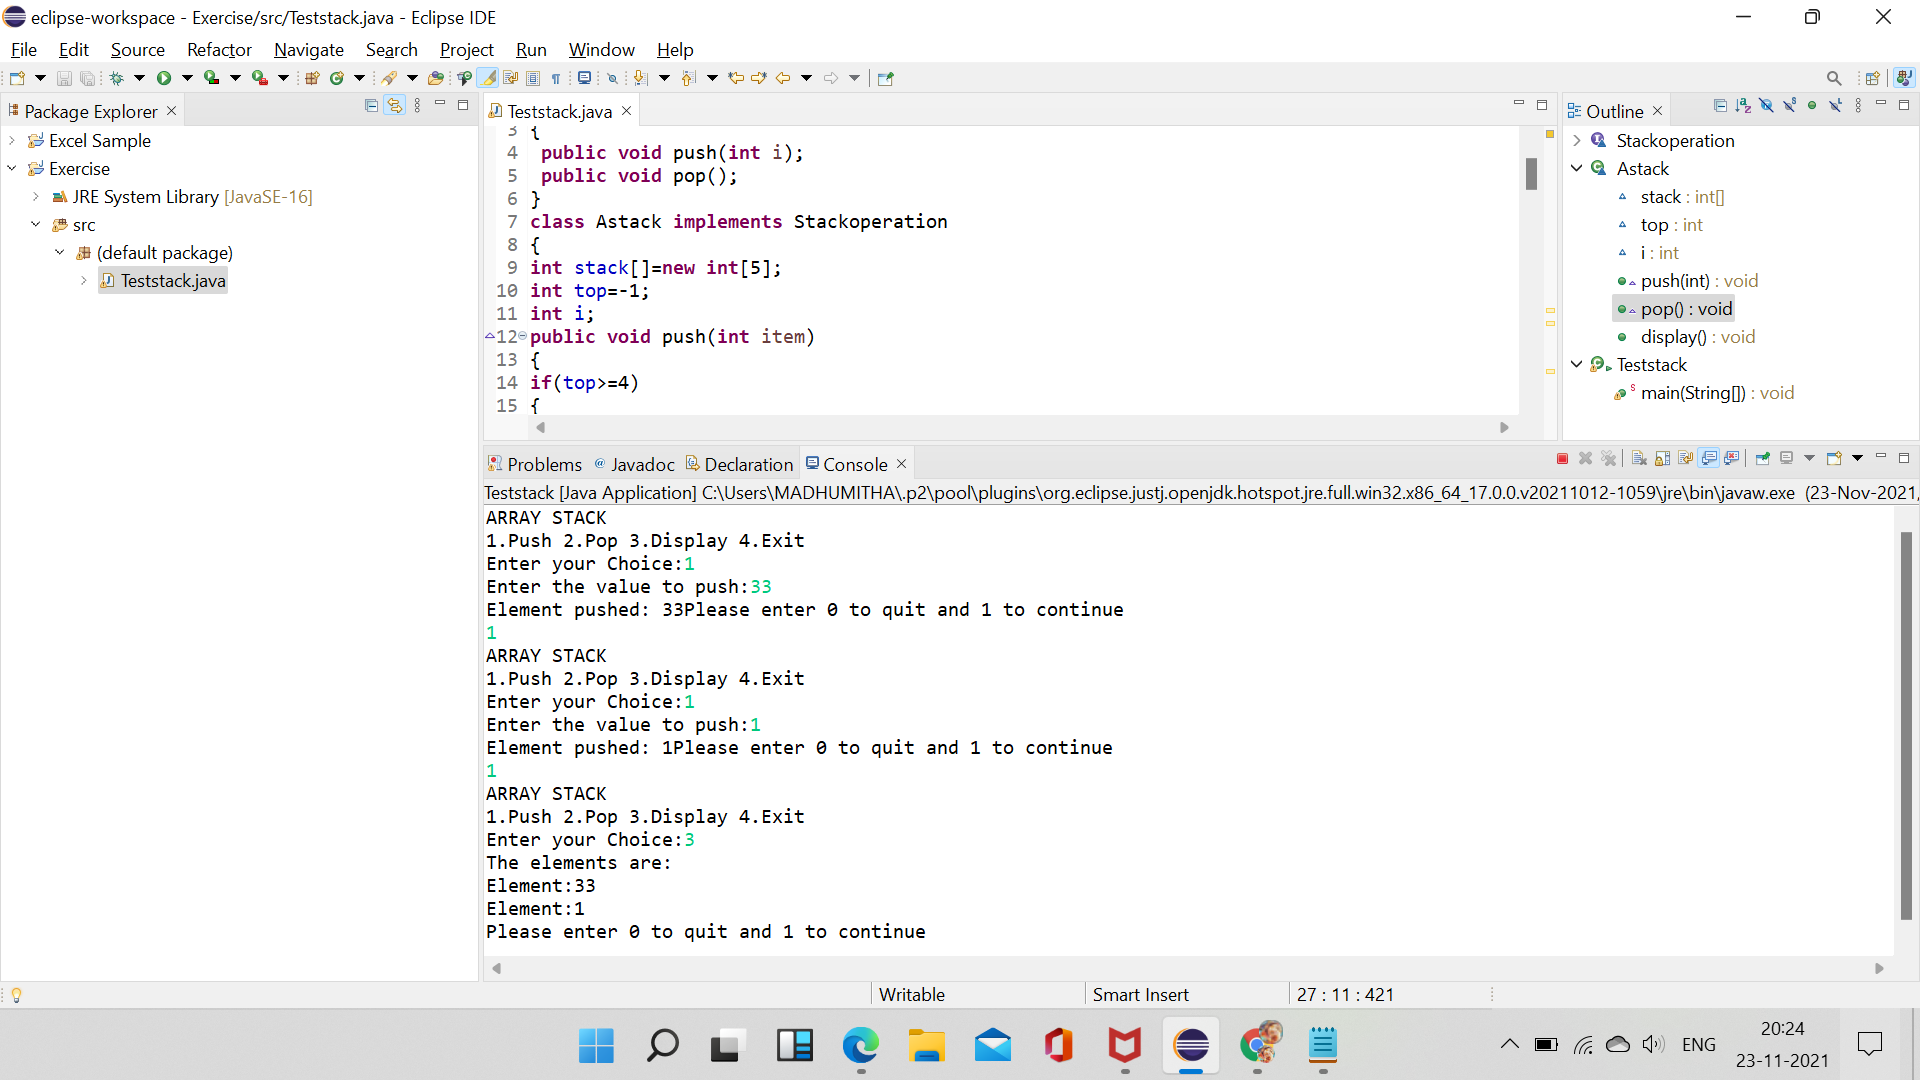 eclipse-workspace - Exercise/src/Teststack.java - Eclipse IDE
File Edit Source Refactor Navigate Search Project Run Window Help
Package Explorer
Excel Sample
Exercise
JRE System Library [JavaSE-16]
src
(default package)
Teststack.java
Teststack.java
3 {
4 public void push(int i);
5 public void pop();
6 }
7 class Astack implements Stackoperation
8 {
9 int stack[]=new int[5];
10 int top=-1;
11 int i;
12 public void push(int item)
13 {
14 if(top>=4)
15 {
Outline
Stackoperation
Astack
stack : int[]
top : int
i : int
push(int) : void
pop() : void
display() : void
Teststack
main(String[]) : void
Problems @ Javadoc Declaration Console
Teststack [Java Application] C:\Users\MADHUMITHA\.p2\pool\plugins\org.eclipse.justj.openjdk.hotspot.jre.full.win32.x86_64_17.0.0.v20211012-1059\jre\bin\javaw.exe (23-Nov-2021,
ARRAY STACK
1.Push 2.Pop 3.Display 4.Exit
Enter your Choice:1
Enter the value to push:33
Element pushed: 33Please enter 0 to quit and 1 to continue
1
ARRAY STACK
1.Push 2.Pop 3.Display 4.Exit
Enter your Choice:1
Enter the value to push:1
Element pushed: 1Please enter 0 to quit and 1 to continue
1
ARRAY STACK
1.Push 2.Pop 3.Display 4.Exit
Enter your Choice:3
The elements are:
Element:33
Element:1
Please enter 0 to quit and 1 to continue
Writable Smart Insert 27 : 11 : 421
ENG
20:24
23-11-2021